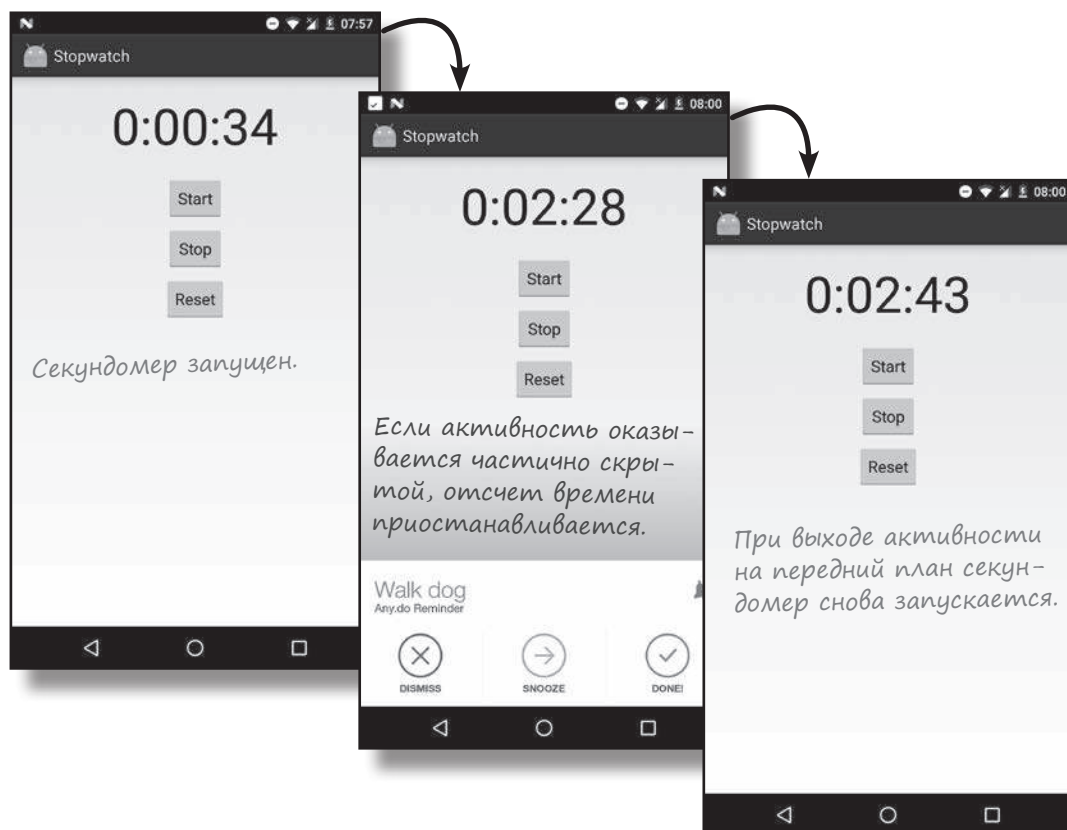 07:57
Stopwatch
0:00:34
Start
Stop
Reset
Секундомер запущен.
08:00
Stopwatch
0:02:28
Start
Stop
Reset
Если активность оказы-
вается частично скры-
той, отсчет времени
приостанавливается.
Walk dog
Any.do Reminder
DISMISS
SNOOZE
DONE!
08:00
Stopwatch
0:02:43
Start
Stop
Reset
При выходе активности
на передний план секун-
домер снова запускается.